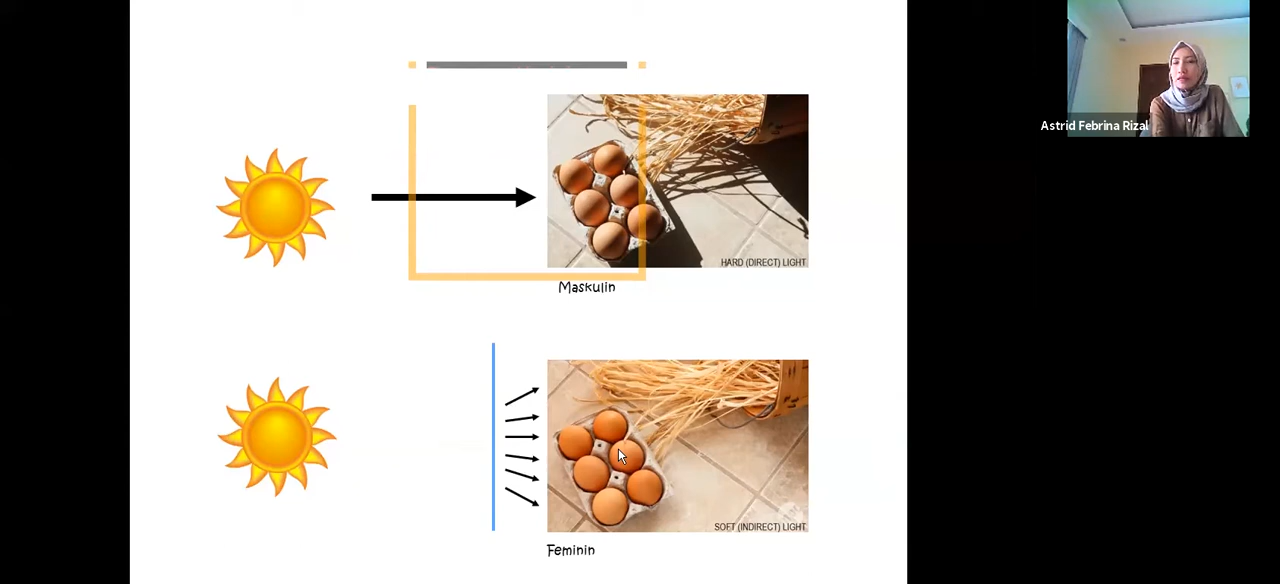 Astrid Febrina Rizal
HARD (DIRECT) LIGHT
Maskulin
SOFT (INDIRECT) LIGHT
Feminin